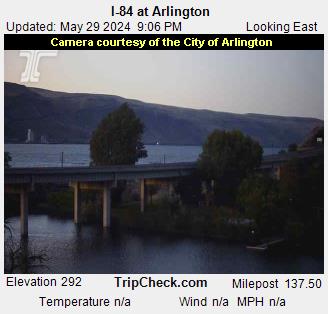 I-84 at Arlington
Updated: May 29 2024 9:06 PM Looking East
Camera courtesy of the City of Arlington
Elevation 292 TripCheck.com Milepost 137.50
Temperature n/a Wind n/a MPH n/a